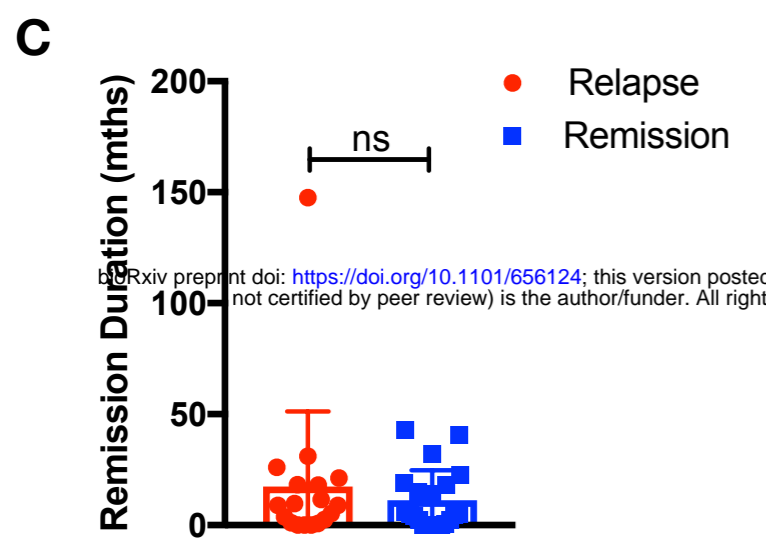 C
Relapse
Remission
ns
Remission Duration (mths)
200
150
100
50
0
bioRxiv preprint doi: https://doi.org/10.1101/656124; this version posted
not certified by peer review) is the author/funder. All right